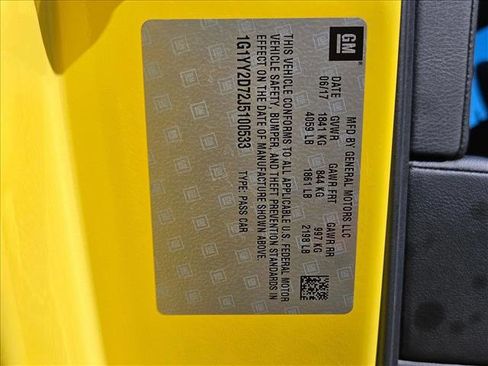 GM
MFD BY GENERAL MOTORS LLC
DATE GVWR GAWR FRT GAWR RR
06/17 1841 KG 844 KG 997 KG
4059 LB 1861 LB 2198 LB
THIS VEHICLE CONFORMS TO ALL APPLICABLE U.S. FEDERAL MOTOR
VEHICLE SAFETY, BUMPER, AND THEFT PREVENTION STANDARDS IN
EFFECT ON THE DATE OF MANUFACTURE SHOWN ABOVE.
1G1YY2D72J5100533 TYPE: PASS CAR